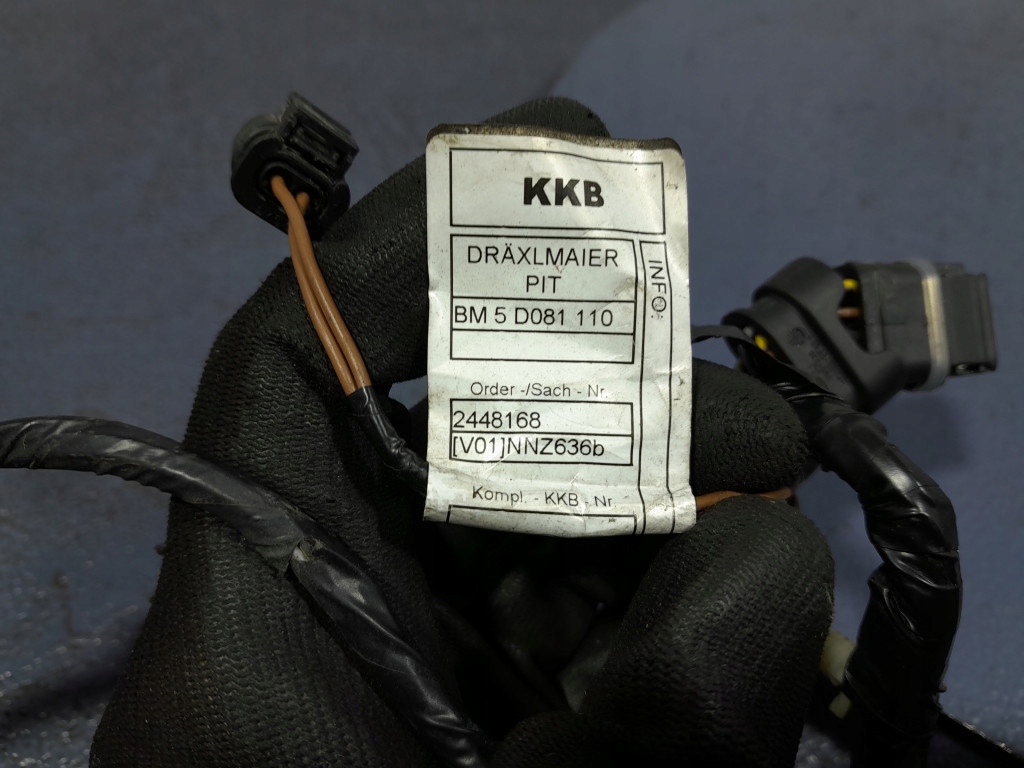 KKB
DRÄXLMAIER
PIT
BM 5 D081 110
INFO:
Order -/Sach - Nr.
2448168
[V01]NNZ636b
Kompl. - KKB - Nr